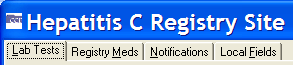 Hepatitis C Registry Site
Lab Tests Registry Meds Notifications Local Fields